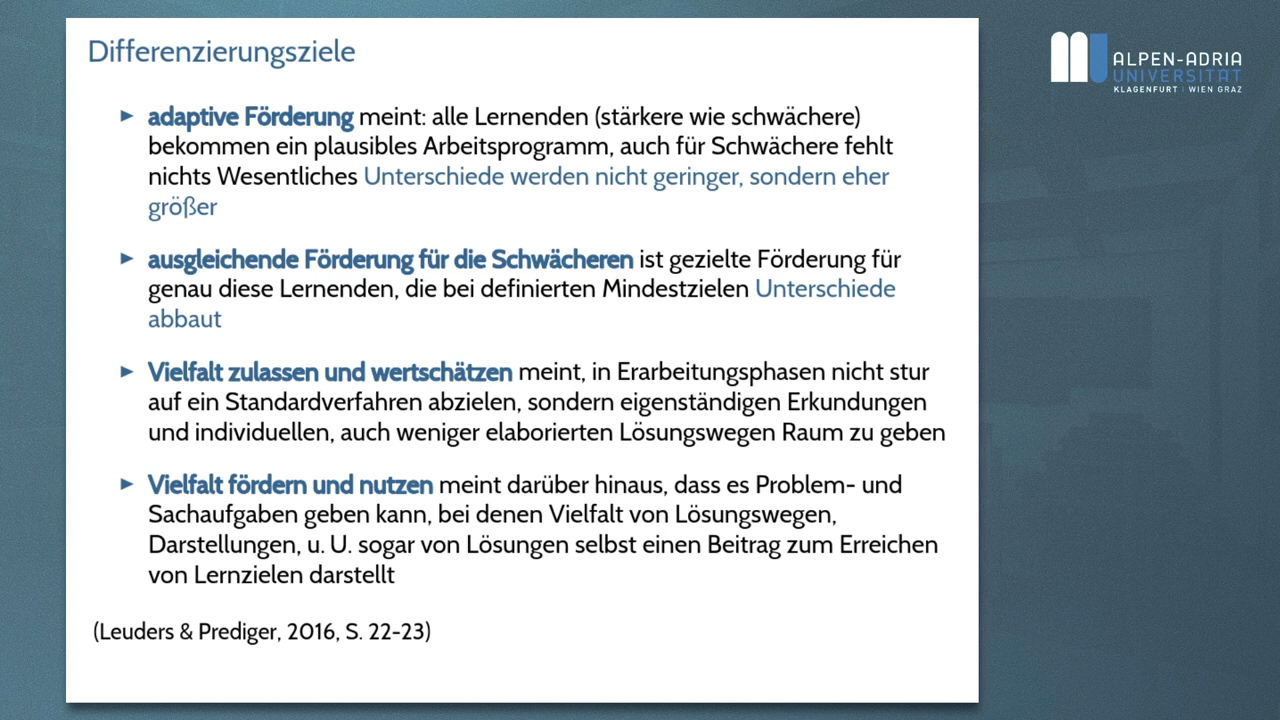 Differenzierungsziele
► adaptive Förderung meint: alle Lernenden (stärkere wie schwächere)
bekommen ein plausibles Arbeitsprogramm, auch für Schwächere fehlt
nichts Wesentliches Unterschiede werden nicht geringer, sondern eher
größer
► ausgleichende Förderung für die Schwächeren ist gezielte Förderung für
genau diese Lernenden, die bei definierten Mindestzielen Unterschiede
abbaut
► Vielfalt zulassen und wertschätzen meint, in Erarbeitungsphasen nicht stur
auf ein Standardverfahren abzielen, sondern eigenständigen Erkundungen
und individuellen, auch weniger elaborierten Lösungswegen Raum zu geben
► Vielfalt fördern und nutzen meint darüber hinaus, dass es Problem- und
Sachaufgaben geben kann, bei denen Vielfalt von Lösungswegen,
Darstellungen, u. U. sogar von Lösungen selbst einen Beitrag zum Erreichen
von Lernzielen darstellt
(Leuders & Prediger, 2016, S. 22-23)
ALPEN-ADRIA
UNIVERSITÄT
KLAGENFURT | WIEN GRAZ